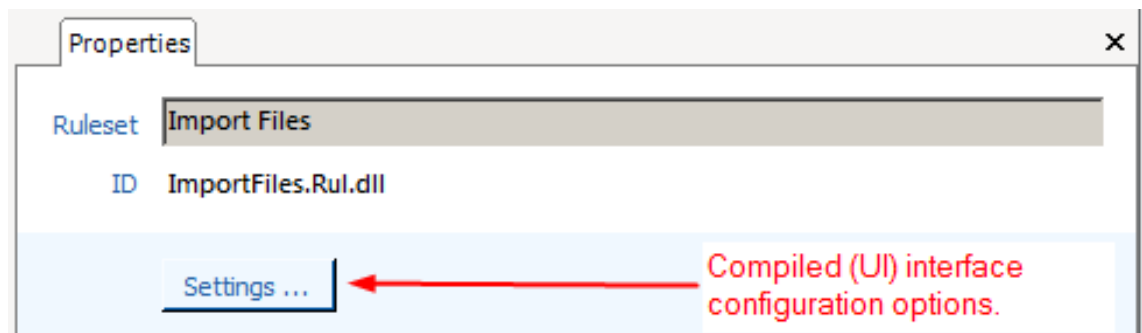 Properties
Ruleset Import Files
ID ImportFiles.Rul.dll
Settings ...
Compiled (UI) interface
configuration options.